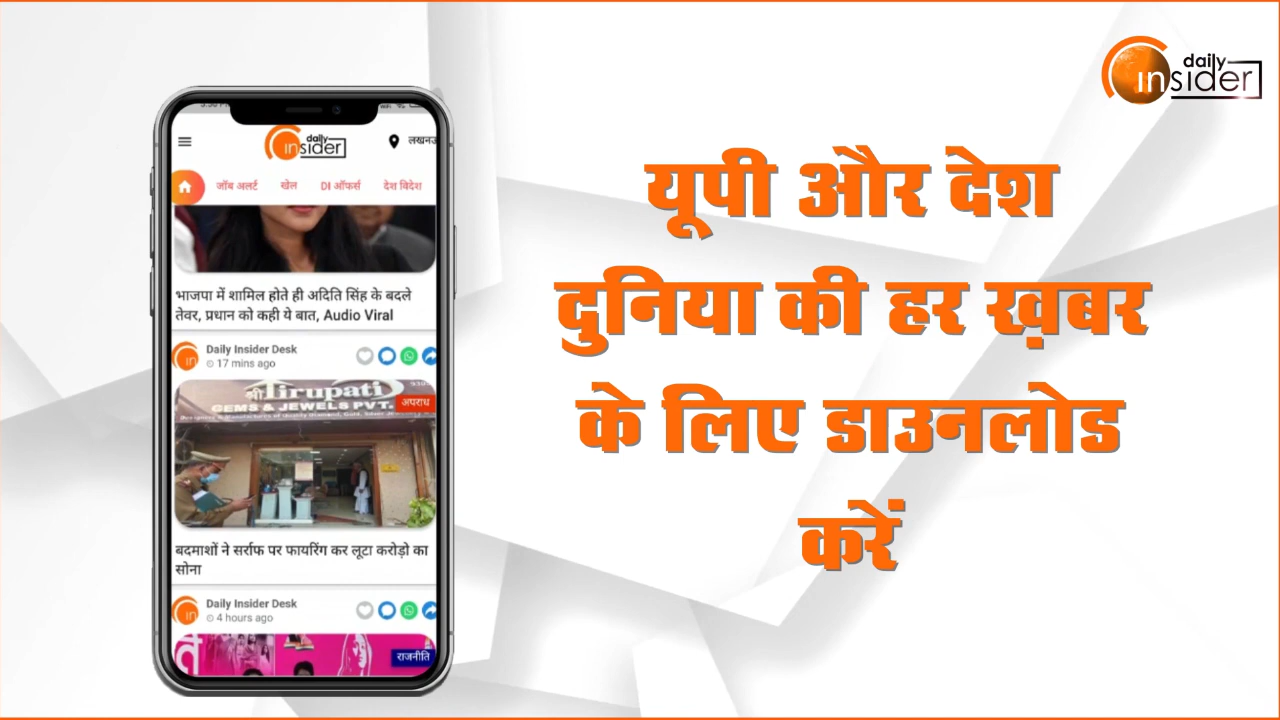 daily
insider
यूपी और देश
दुनिया की हर ख़बर
के लिए डाउनलोड
करें
daily
insider
लखनऊ
जॉब अलर्ट खेल DI ऑफर्स देश विदेश
भाजपा में शामिल होते ही अदिति सिंह के बदले
तेवर, प्रधान को कही ये बात, Audio Viral
Daily Insider Desk
17 mins ago
श्री Tirupati
GEMS & JEWELS PVT.
अपराध
बदमाशों ने सर्राफ पर फायरिंग कर लूटा करोड़ो का
सोना
Daily Insider Desk
4 hours ago
राजनीति